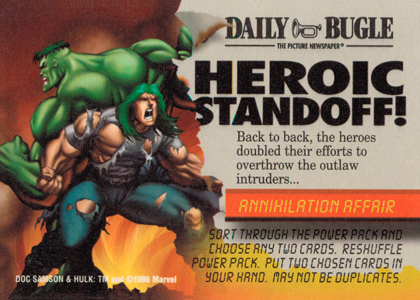 DAILY BUGLE
THE PICTURE NEWSPAPER®
HEROIC
STANDOFF!
Back to back, the heroes
doubled their efforts to
overthrow the outlaw
intruders...
ANNIHILATION AFFAIR
SORT THROUGH THE POWER PACK AND
CHOOSE ANY TWO CARDS. RESHUFFLE
POWER PACK. PUT TWO CHOSEN CARDS IN
YOUR HAND. MAY NOT BE DUPLICATES.
DOC SAMSON & HULK: TM and ©1996 Marvel